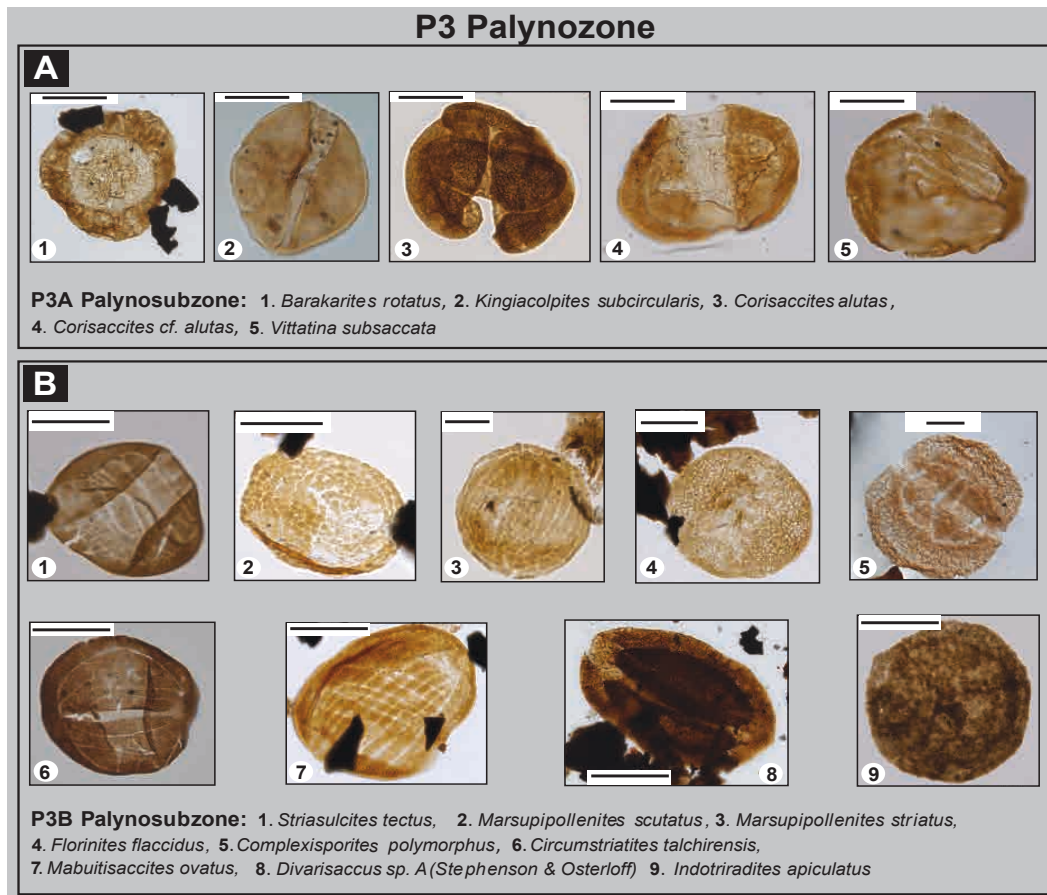 P3 Palynozone
A
1
2
3
4
5
P3A Palynosubzone: 1. Barakarites rotatus, 2. Kingiacolpites subcircularis, 3. Corisaccites alutas,
4. Corisaccites cf. alutas, 5. Vittatina subsaccata
B
1
2
3
4
5
6
7
8
9
P3B Palynosubzone: 1. Striasulcites tectus, 2. Marsupipollenites scutatus, 3. Marsupipollenites striatus,
4. Florinites flaccidus, 5. Complexisporites polymorphus, 6. Circumstriatites talchirensis,
7. Mabuitisaccites ovatus, 8. Divarisaccus sp. A (Stephenson & Osterloff) 9. Indotriradites apiculatus